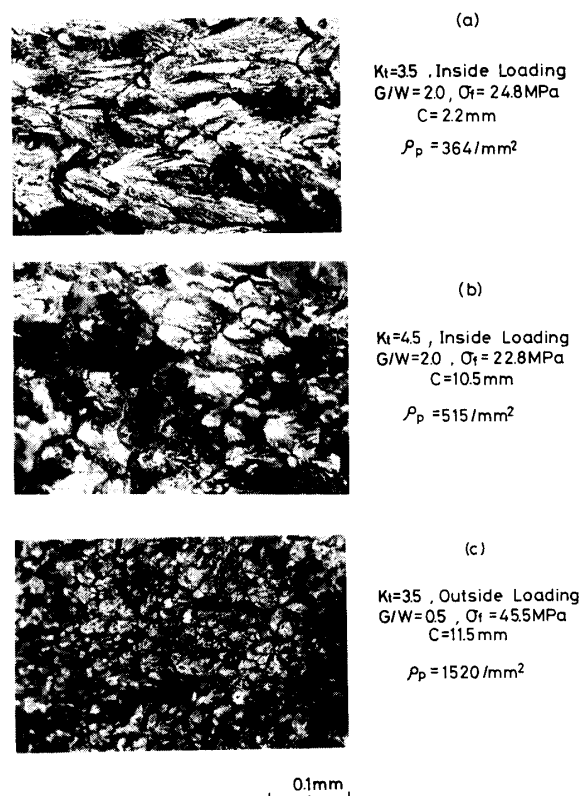 (a)
Kt=3.5 , Inside Loading
G/W=2.0 , σf=24.8MPa
C=2.2mm
ρp=364/mm²
(b)
Kt=4.5 , Inside Loading
G/W=2.0 , σf=22.8MPa
C=10.5mm
ρp=515/mm²
(c)
Kt=3.5 , Outside Loading
G/W=0.5 , σf=45.5MPa
C=11.5mm
ρp=1520/mm²
0.1mm